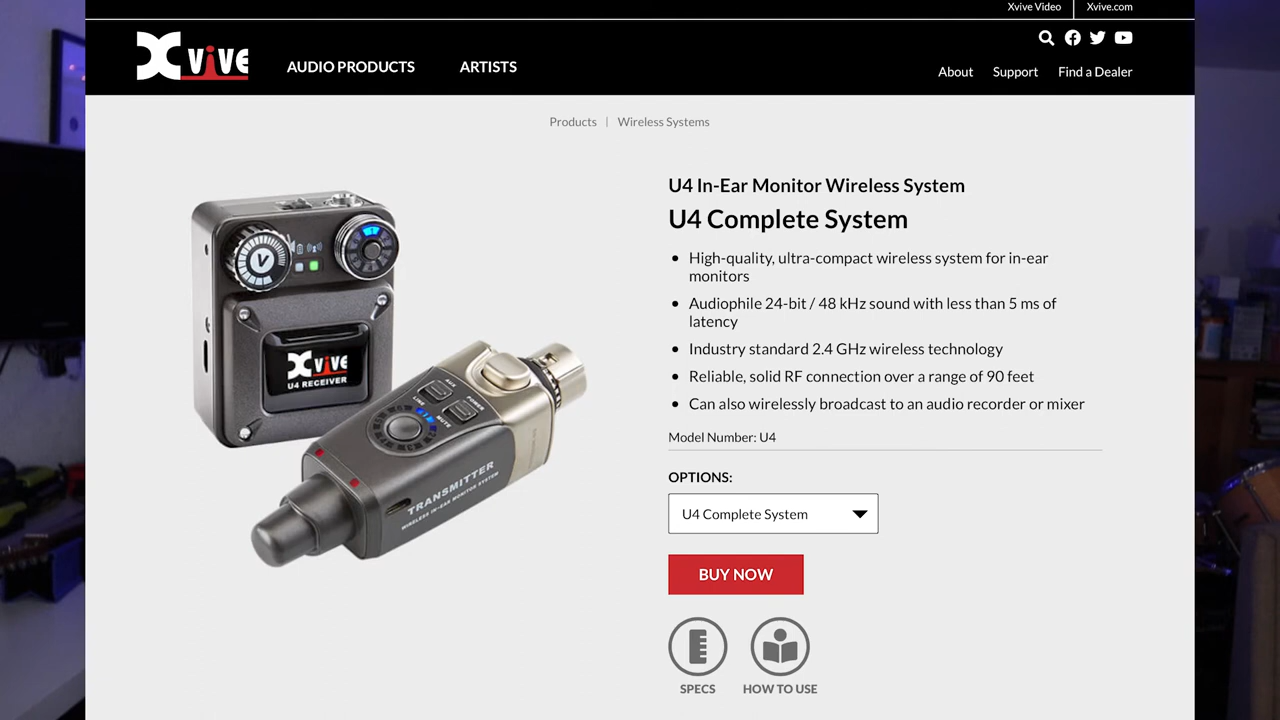 Xvive Video
Xvive.com
XVIVE
AUDIO PRODUCTS
ARTISTS
About
Support
Find a Dealer
Products | Wireless Systems
U4 In-Ear Monitor Wireless System
U4 Complete System
• High-quality, ultra-compact wireless system for in-ear
monitors
• Audiophile 24-bit / 48 kHz sound with less than 5 ms of
latency
• Industry standard 2.4 GHz wireless technology
• Reliable, solid RF connection over a range of 90 feet
• Can also wirelessly broadcast to an audio recorder or mixer
Model Number: U4
OPTIONS:
U4 Complete System
BUY NOW
SPECS
HOW TO USE
V
XVIVE
U4 RECEIVER
AUX
LINE
POWER
MUTE
TRANSMITTER
WIRELESS IN-EAR MONITOR SYSTEM